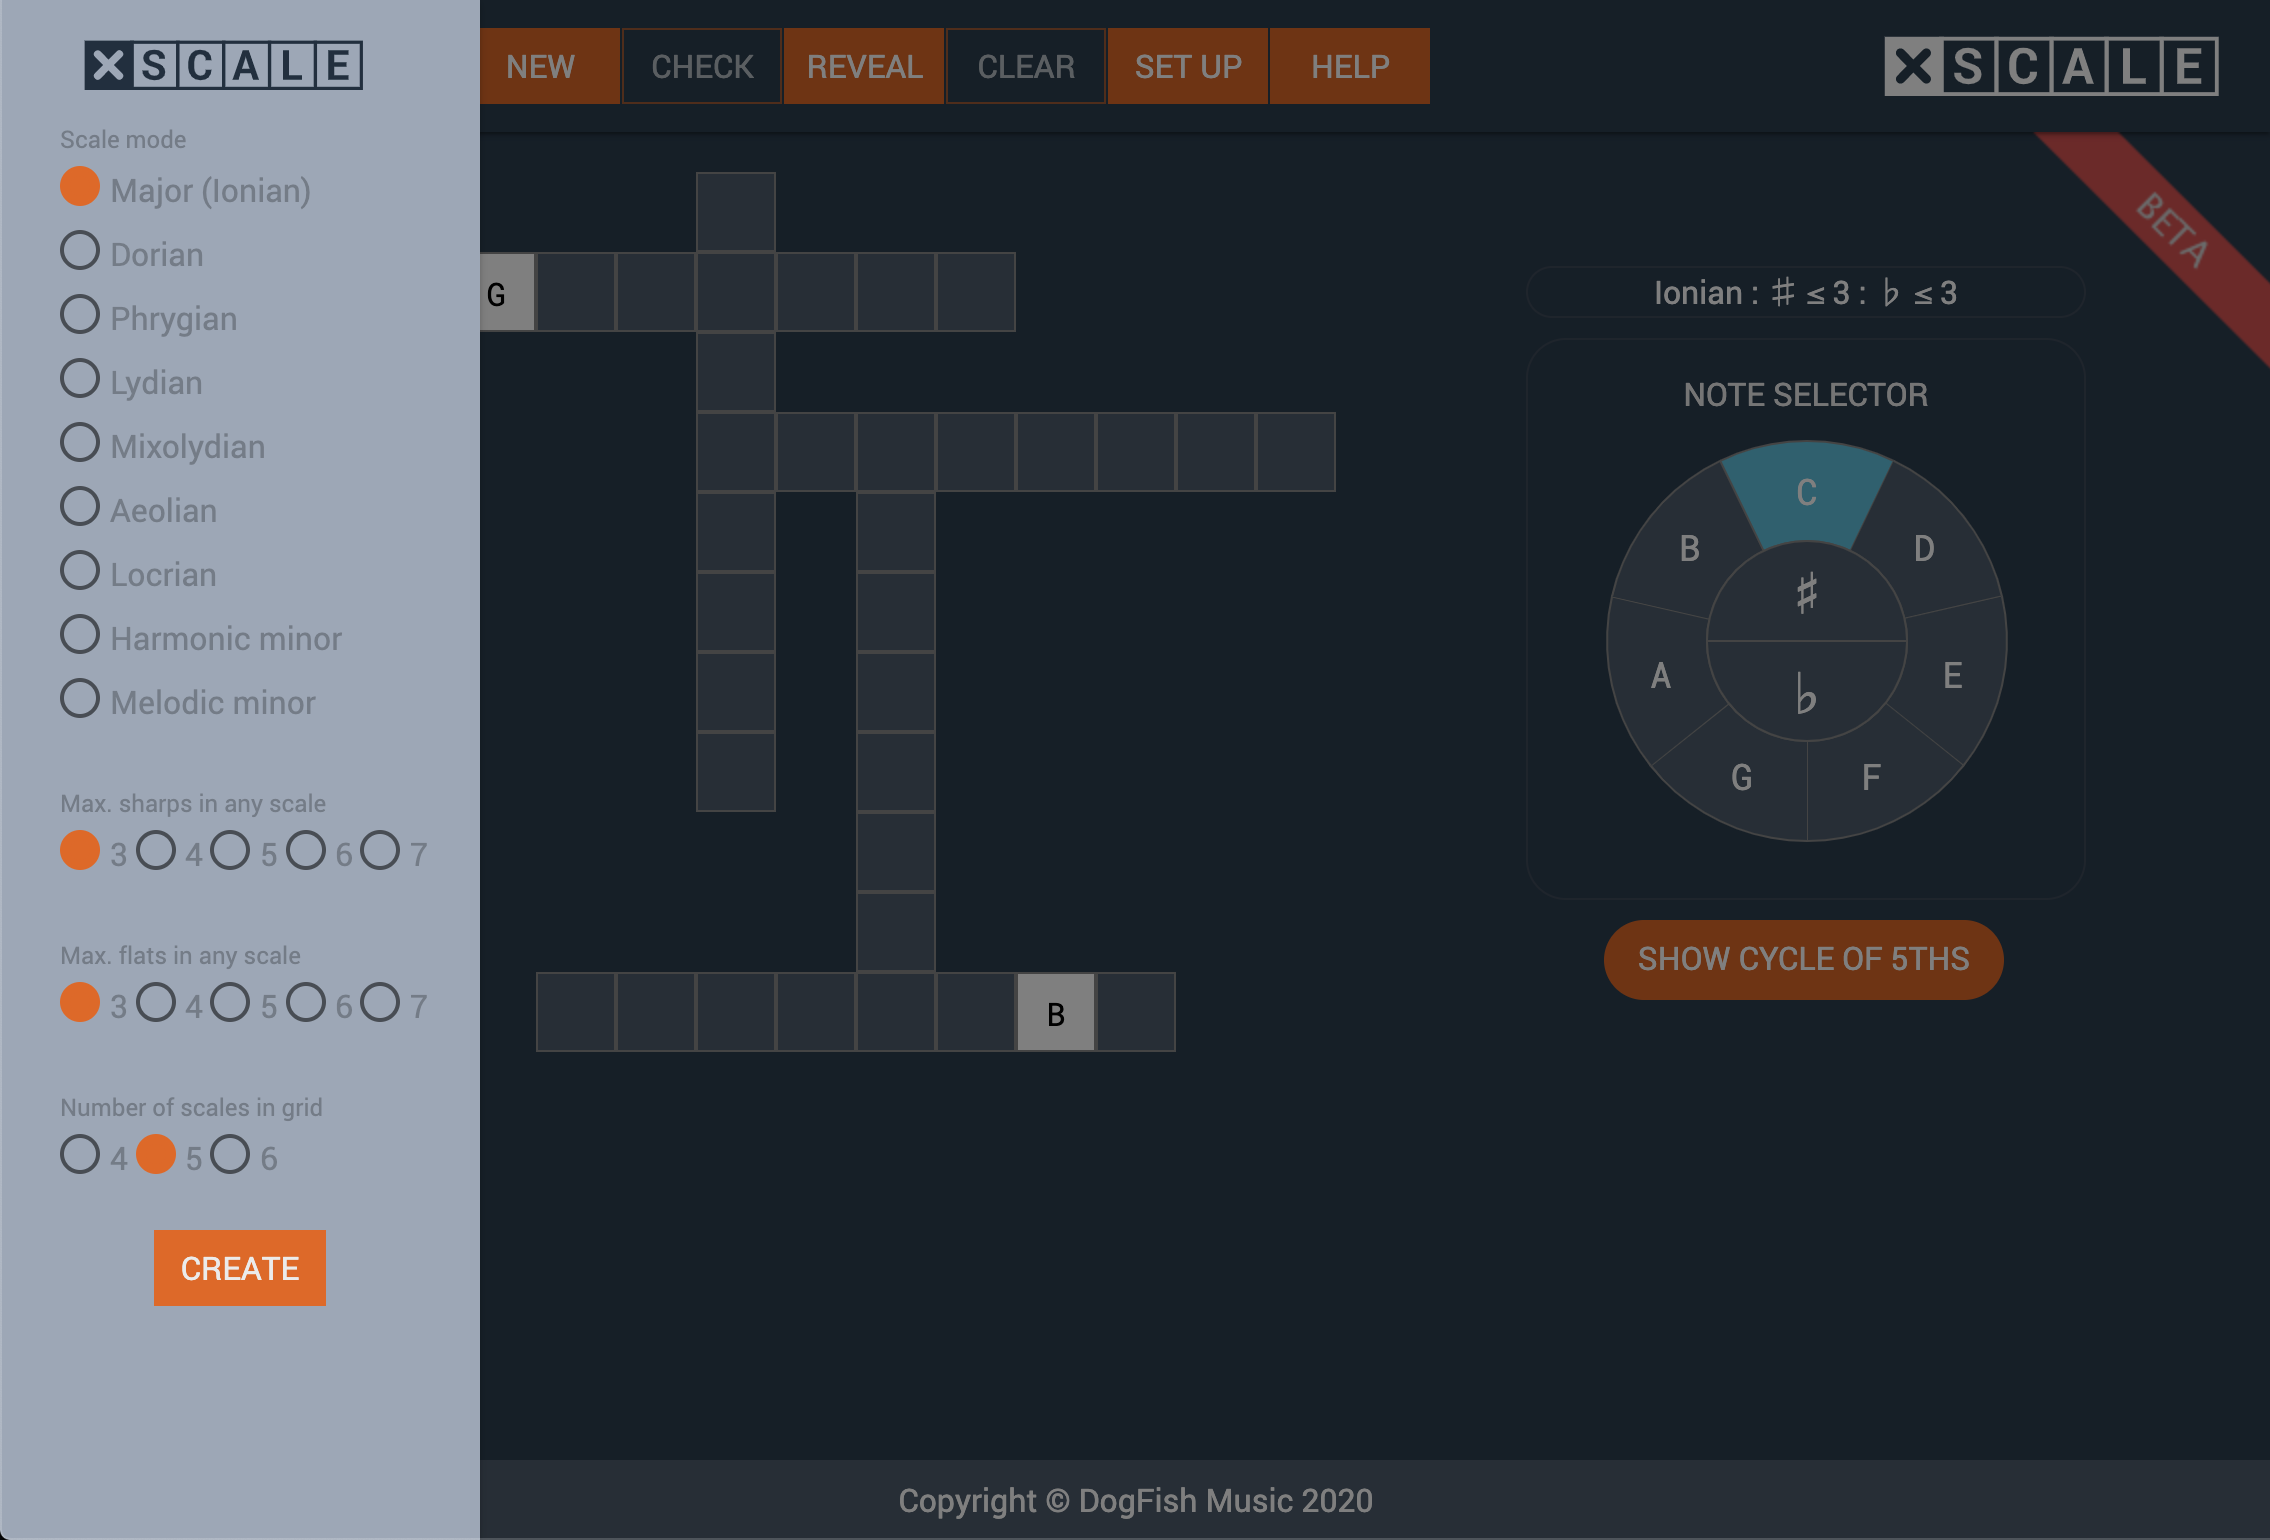 XSCALE
Scale mode
Major (Ionian)
Dorian
Phrygian
Lydian
Mixolydian
Aeolian
Locrian
Harmonic minor
Melodic minor
Max. sharps in any scale
3 4 5 6 7
Max. flats in any scale
3 4 5 6 7
Number of scales in grid
4 5 6
CREATE
NEW CHECK REVEAL CLEAR SET UP HELP
XSCALE
BETA
G
B
Ionian : ♯ ≤ 3 : ♭ ≤ 3
NOTE SELECTOR
C
B D
♯
A E
♭
G F
SHOW CYCLE OF 5THS
Copyright © DogFish Music 2020